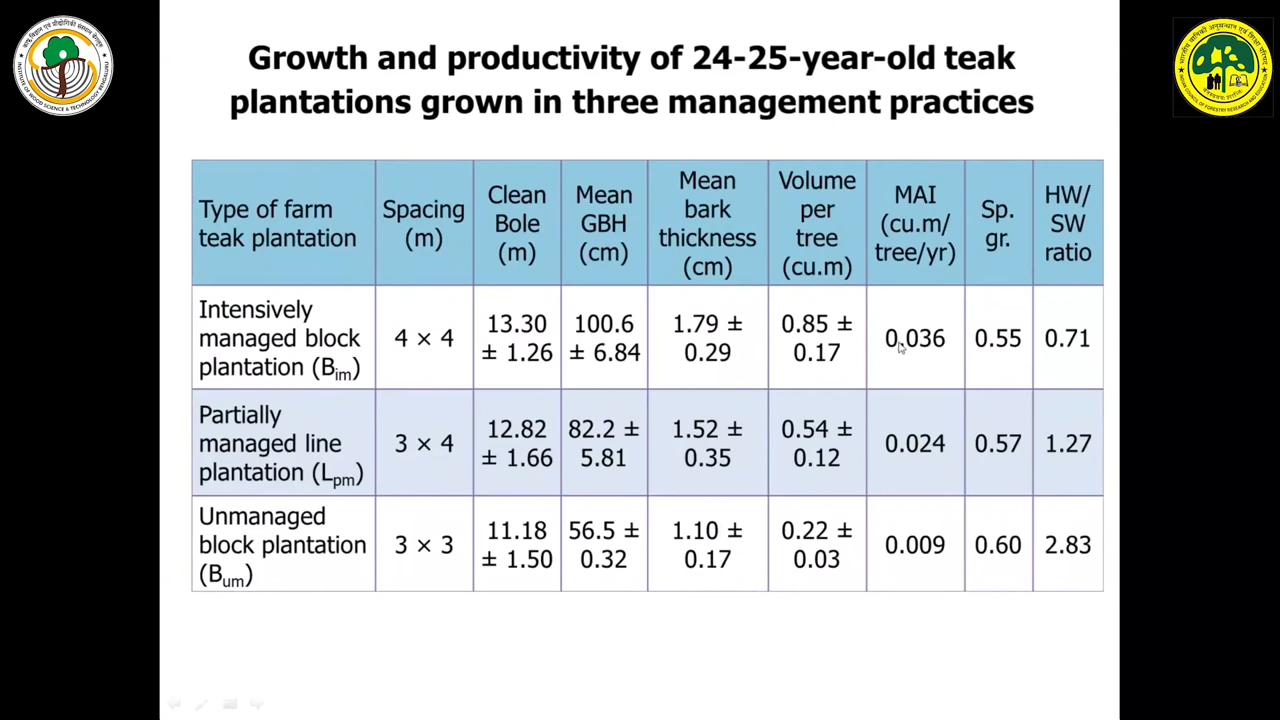 Growth and productivity of 24-25-year-old teak
plantations grown in three management practices
Type of farm
teak plantation
Spacing
(m)
Clean
Bole
(m)
Mean
GBH
(cm)
Mean
bark
thickness
(cm)
Volume
per
tree
(cu.m)
MAI
(cu.m/
tree/yr)
Sp.
gr.
HW/
SW
ratio
Intensively
managed block
plantation (Bim)
4 × 4
13.30
± 1.26
100.6
± 6.84
1.79 ±
0.29
0.85 ±
0.17
0.036
0.55
0.71
Partially
managed line
plantation (Lpm)
3 × 4
12.82
± 1.66
82.2 ±
5.81
1.52 ±
0.35
0.54 ±
0.12
0.024
0.57
1.27
Unmanaged
block plantation
(Bum)
3 × 3
11.18
± 1.50
56.5 ±
0.32
1.10 ±
0.17
0.22 ±
0.03
0.009
0.60
2.83